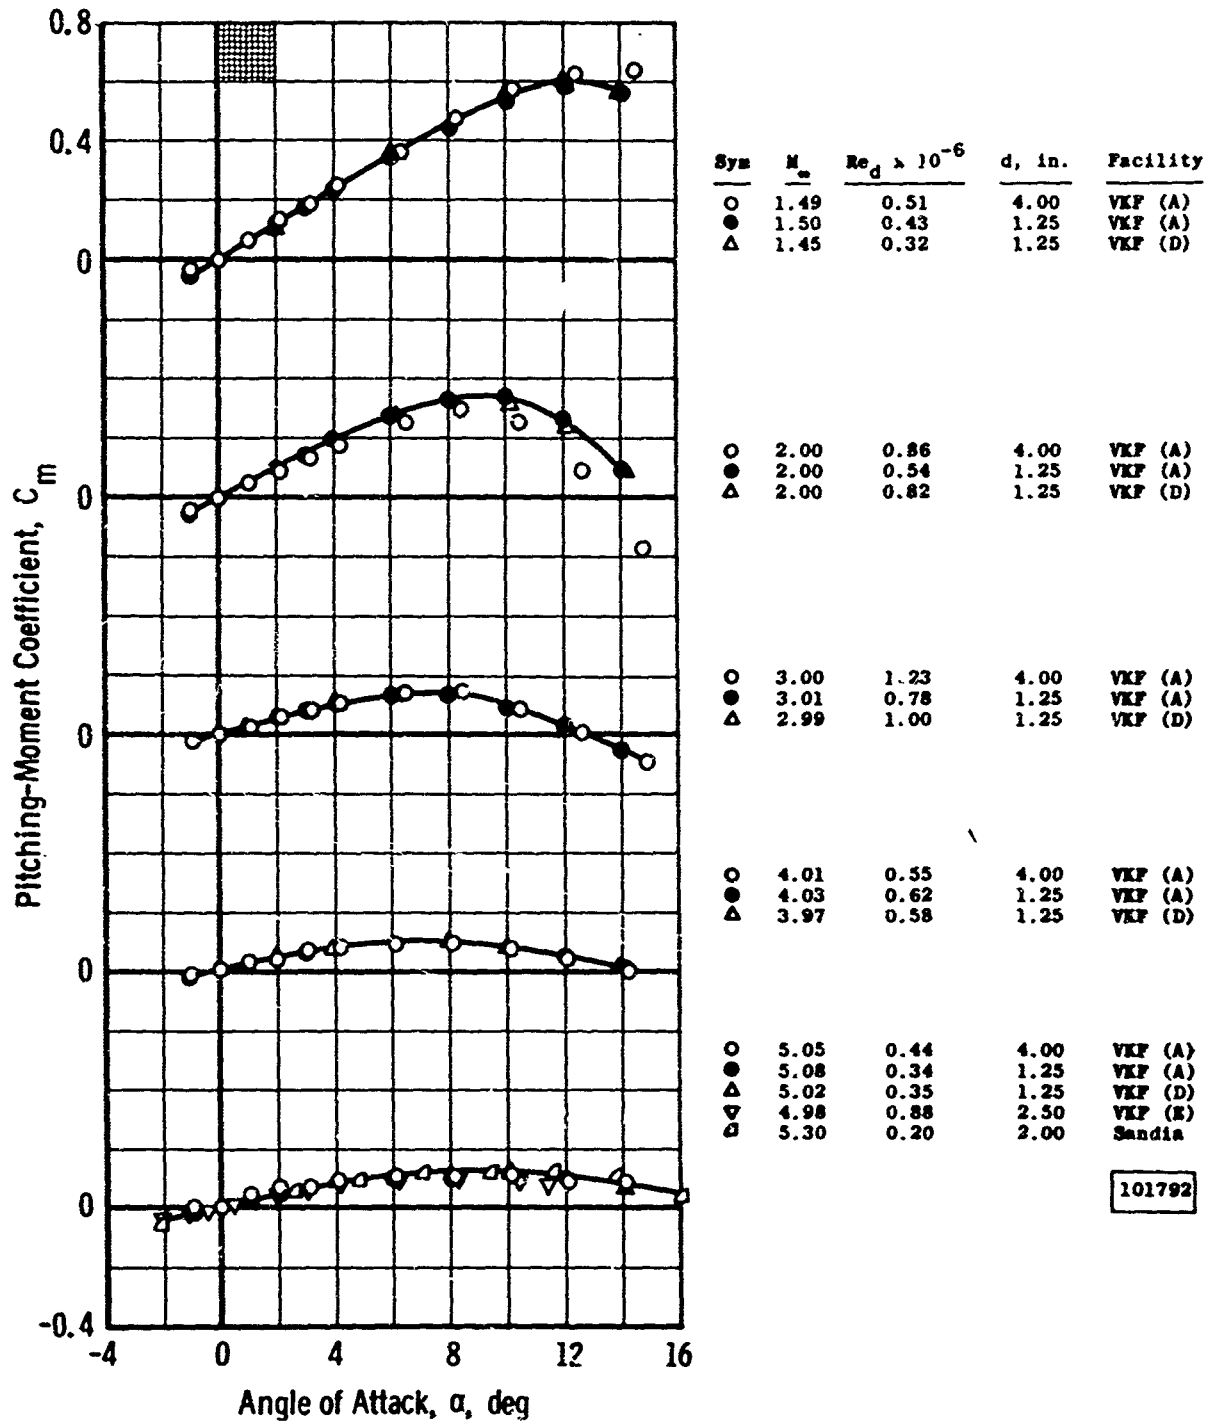 0.8
0.4
0
0
0
0
0
-0.4
-4 0 4 8 12 16
Pitching-Moment Coefficient, C_m
Angle of Attack, α, deg
Sym M_∞ Re_d x 10^-6 d, in. Facility
○ 1.49 0.51 4.00 VKF (A)
● 1.50 0.43 1.25 VKF (A)
△ 1.45 0.32 1.25 VKF (D)
○ 2.00 0.86 4.00 VKF (A)
● 2.00 0.54 1.25 VKF (A)
△ 2.00 0.82 1.25 VKF (D)
○ 3.00 1.23 4.00 VKF (A)
● 3.01 0.78 1.25 VKF (A)
△ 2.99 1.00 1.25 VKF (D)
○ 4.01 0.55 4.00 VKF (A)
● 4.03 0.62 1.25 VKF (A)
△ 3.97 0.58 1.25 VKF (D)
○ 5.05 0.44 4.00 VKF (A)
● 5.08 0.34 1.25 VKF (A)
△ 5.02 0.35 1.25 VKF (D)
▽ 4.98 0.88 2.50 VKF (E)
5.30 0.20 2.00 Sandia
101792